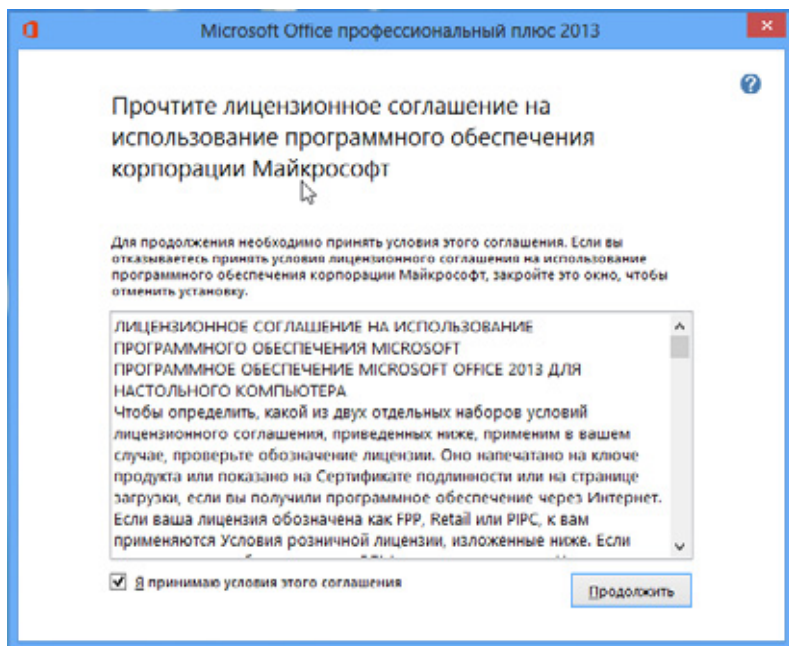 Microsoft Office профессиональный плюс 2013
Прочтите лицензионное соглашение на
использование программного обеспечения
корпорации Майкрософт
Для продолжения необходимо принять условия этого соглашения. Если вы
отказываетесь принять условия лицензионного соглашения на использование
программного обеспечения корпорации Майкрософт, закройте это окно, чтобы
отменить установку.
ЛИЦЕНЗИОННОЕ СОГЛАШЕНИЕ НА ИСПОЛЬЗОВАНИЕ
ПРОГРАММНОГО ОБЕСПЕЧЕНИЯ MICROSOFT
ПРОГРАММНОЕ ОБЕСПЕЧЕНИЕ MICROSOFT OFFICE 2013 ДЛЯ
НАСТОЛЬНОГО КОМПЬЮТЕРА
Чтобы определить, какой из двух отдельных наборов условий
лицензионного соглашения, приведенных ниже, применим в вашем
случае, проверьте обозначение лицензии. Оно напечатано на ключе
продукта или показано на Сертификате подлинности или на странице
загрузки, если вы получили программное обеспечение через Интернет.
Если ваша лицензия обозначена как FPP, Retail или PIPC, к вам
применяются Условия розничной лицензии, изложенные ниже. Если
Я принимаю условия этого соглашения
Продолжить